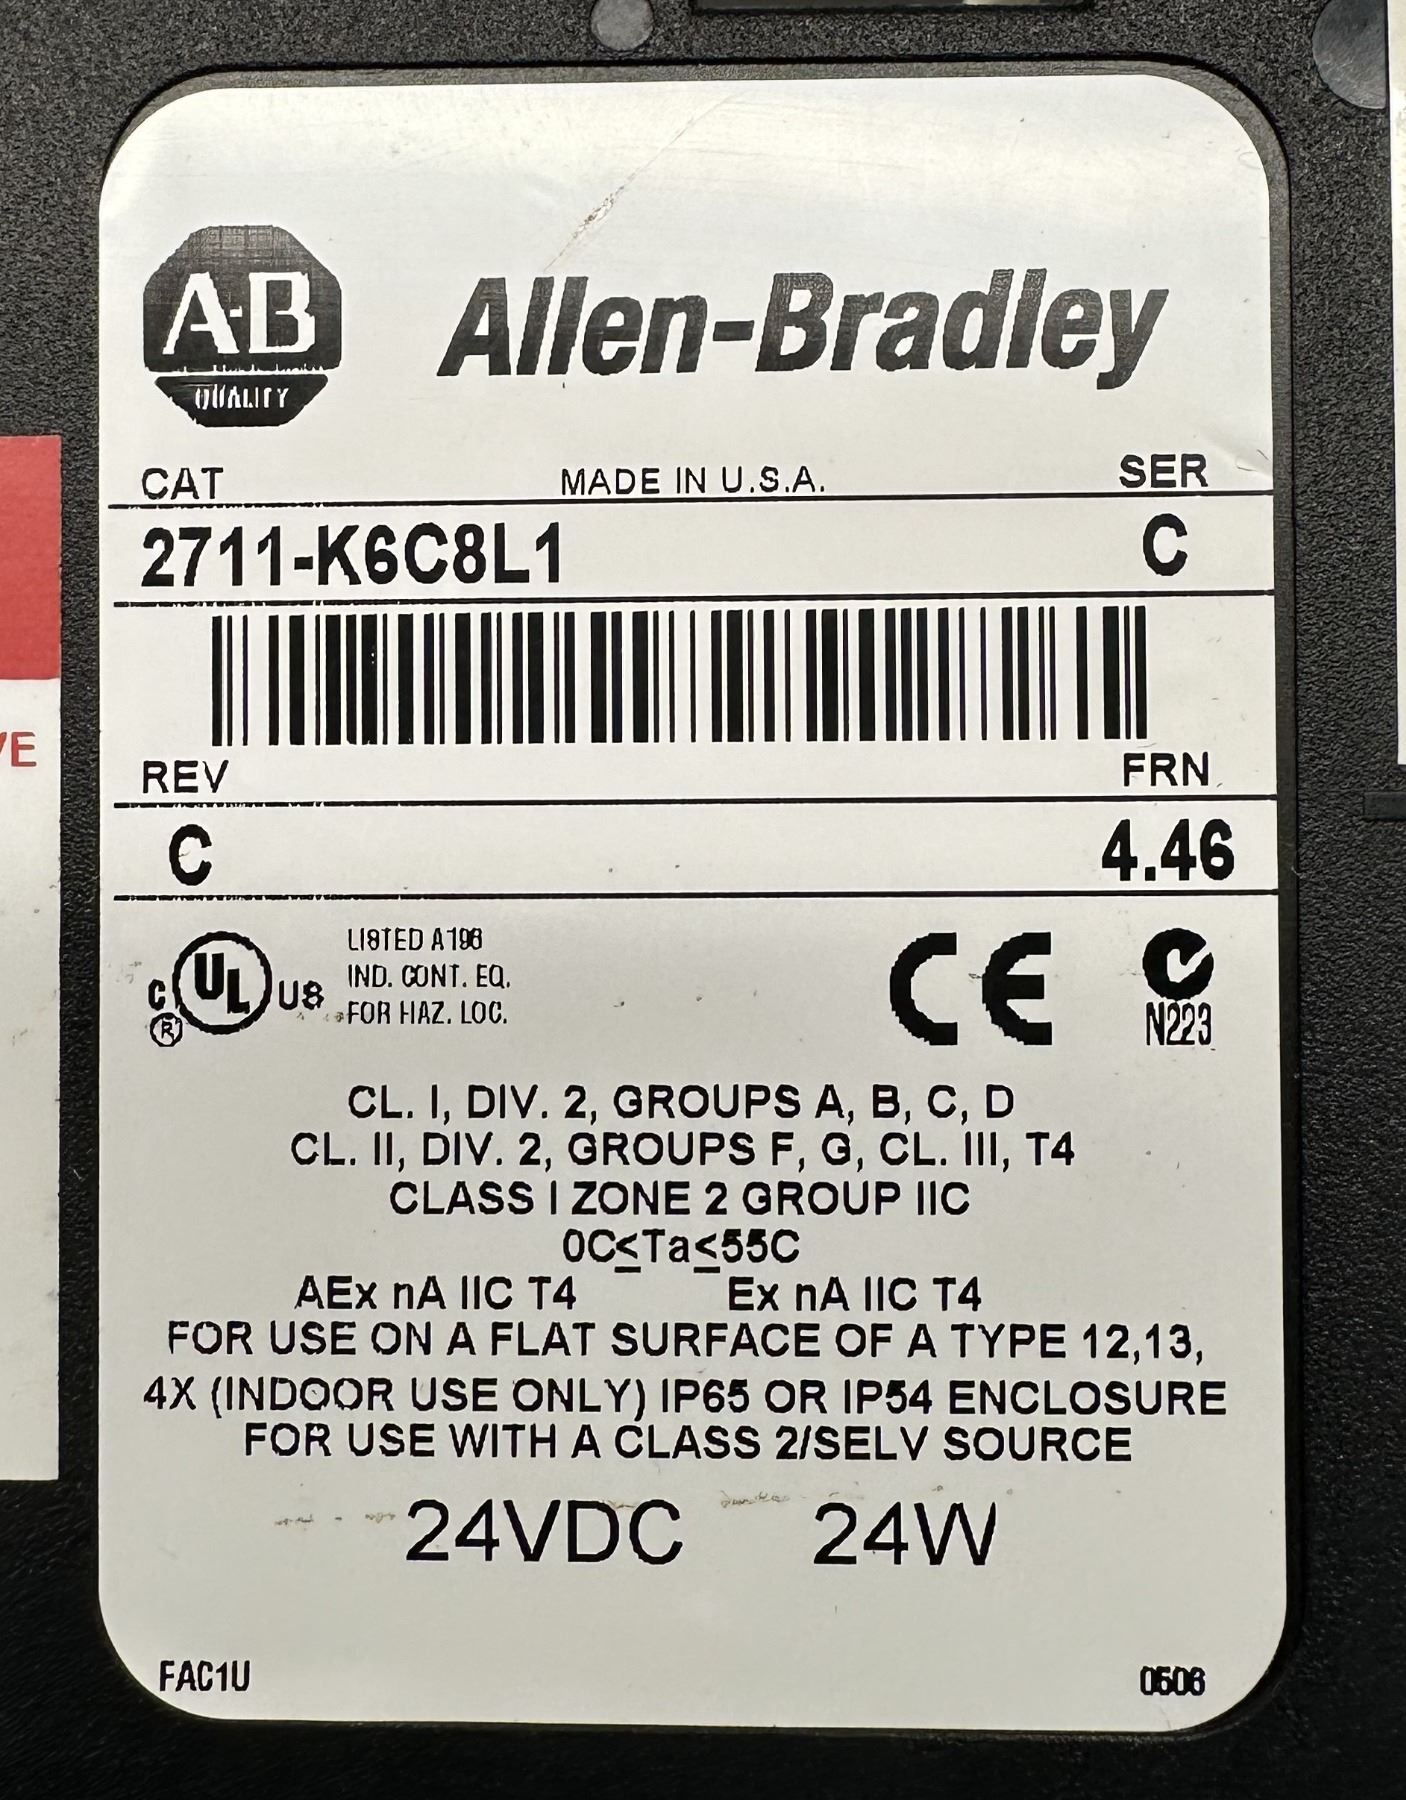 A-B
QUALITY
Allen-Bradley
CAT MADE IN U.S.A. SER
2711-K6C8L1 C
REV FRN
C 4.46
VE
C UL US
®
LISTED A196
IND. CONT. EQ.
FOR HAZ. LOC.
CE
N223
CL. I, DIV. 2, GROUPS A, B, C, D
CL. II, DIV. 2, GROUPS F, G, CL. III, T4
CLASS I ZONE 2 GROUP IIC
0C≤Ta≤55C
AEx nA IIC T4 Ex nA IIC T4
FOR USE ON A FLAT SURFACE OF A TYPE 12,13,
4X (INDOOR USE ONLY) IP65 OR IP54 ENCLOSURE
FOR USE WITH A CLASS 2/SELV SOURCE
24VDC 24W
FAC1U 0506